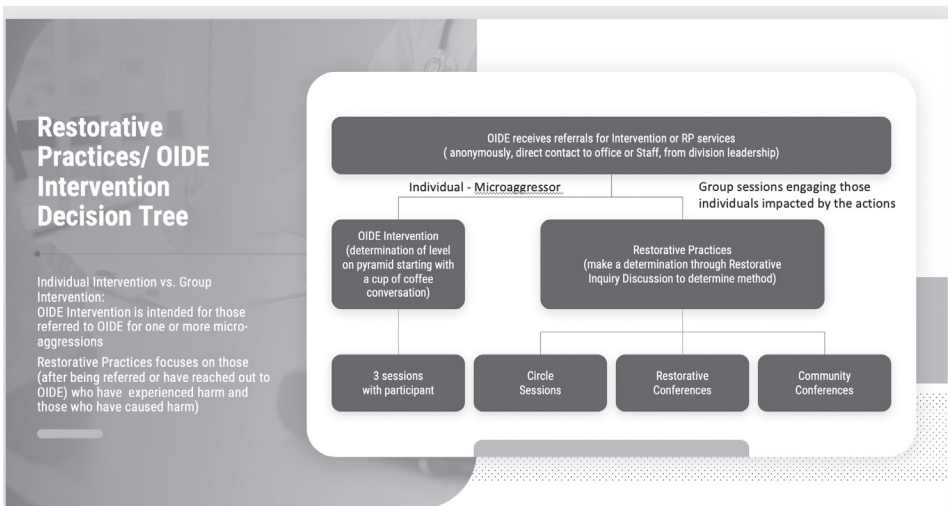 Restorative
Practices/ OIDE
Intervention
Decision Tree
Individual Intervention vs. Group
Intervention:
OIDE Intervention is intended for those
referred to OIDE for one or more micro-
aggressions
Restorative Practices focuses on those
(after being referred or have reached out to
OIDE) who have  experienced harm and
those who have caused harm)
OIDE receives referrals for Intervention or RP services
( anonymously, direct contact to office or Staff, from division leadership)
Individual - Microaggressor
Group sessions engaging those
individuals impacted by the actions
OIDE Intervention
(determination of level
on pyramid starting with
a cup of coffee
conversation)
Restorative Practices
(make a determination through Restorative
Inquiry Discussion to determine method)
3 sessions
with participant
Circle
Sessions
Restorative
Conferences
Community
Conferences